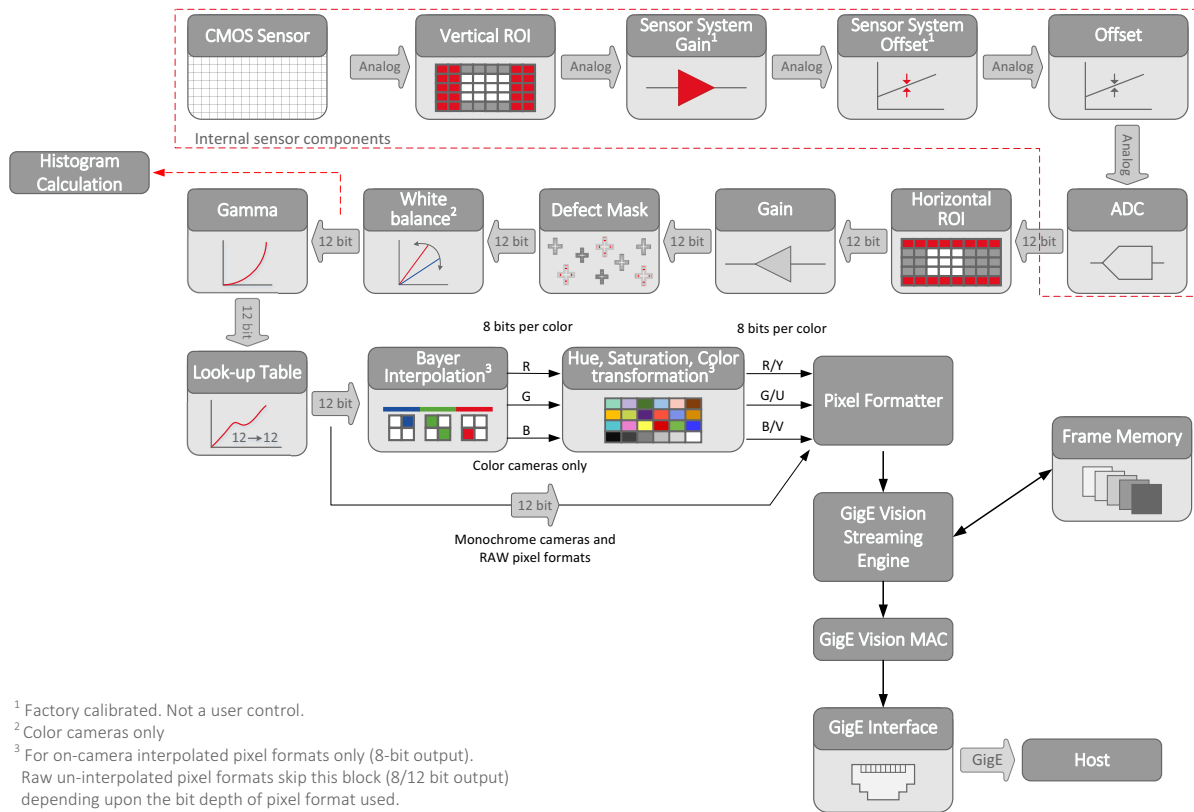 CMOS Sensor
Analog
Vertical ROI
Analog
Sensor System
Gain¹
Analog
Sensor System
Offset¹
Analog
Offset
Internal sensor components
Analog
Histogram
Calculation
ADC
12 bit
Horizontal
ROI
12 bit
Gain
12 bit
Defect Mask
12 bit
White
balance²
12 bit
Gamma
12 bit
Look-up Table
12→12
12 bit
8 bits per color
8 bits per color
Bayer
Interpolation³
R
G
B
Hue, Saturation, Color
transformation³
R/Y
G/U
B/V
Pixel Formatter
Color cameras only
12 bit
Monochrome cameras and
RAW pixel formats
Frame Memory
GigE Vision
Streaming
Engine
GigE Vision MAC
GigE Interface
GigE
Host
¹ Factory calibrated. Not a user control.
² Color cameras only
³ For on-camera interpolated pixel formats only (8-bit output).
Raw un-interpolated pixel formats skip this block (8/12 bit output)
depending upon the bit depth of pixel format used.